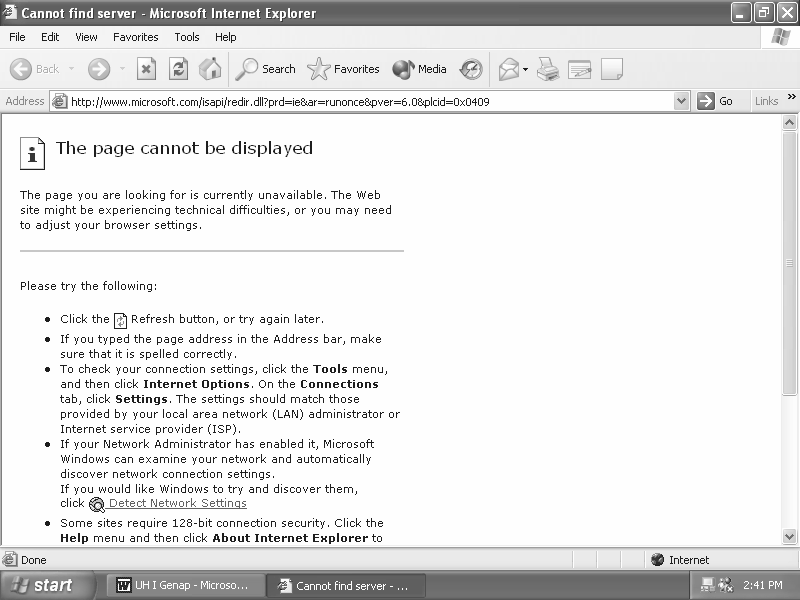 Cannot find server - Microsoft Internet Explorer
File Edit View Favorites Tools Help
Back Search Favorites Media
Address http://www.microsoft.com/isapi/redir.dll?prd=ie&ar=runonce&pver=6.0&plcid=0x0409 Go Links »
The page cannot be displayed
The page you are looking for is currently unavailable. The Web
site might be experiencing technical difficulties, or you may need
to adjust your browser settings.
Please try the following:
• Click the Refresh button, or try again later.
• If you typed the page address in the Address bar, make
sure that it is spelled correctly.
• To check your connection settings, click the Tools menu,
and then click Internet Options. On the Connections
tab, click Settings. The settings should match those
provided by your local area network (LAN) administrator or
Internet service provider (ISP).
• If your Network Administrator has enabled it, Microsoft
Windows can examine your network and automatically
discover network connection settings.
If you would like Windows to try and discover them,
click Detect Network Settings
• Some sites require 128-bit connection security. Click the
Help menu and then click About Internet Explorer to
Done Internet
start UH I Genap - Microso... Cannot find server - ... 2:41 PM